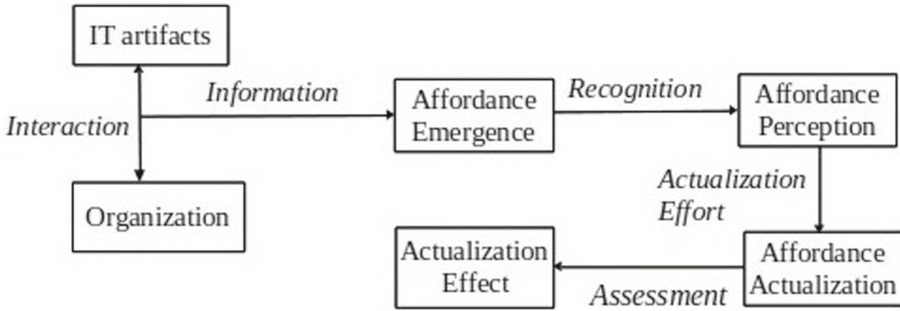 IT artifacts
Information
Interaction
Organization
Affordance
Emergence
Recognition
Affordance
Perception
Actualization
Effort
Affordance
Actualization
Assessment
Actualization
Effect